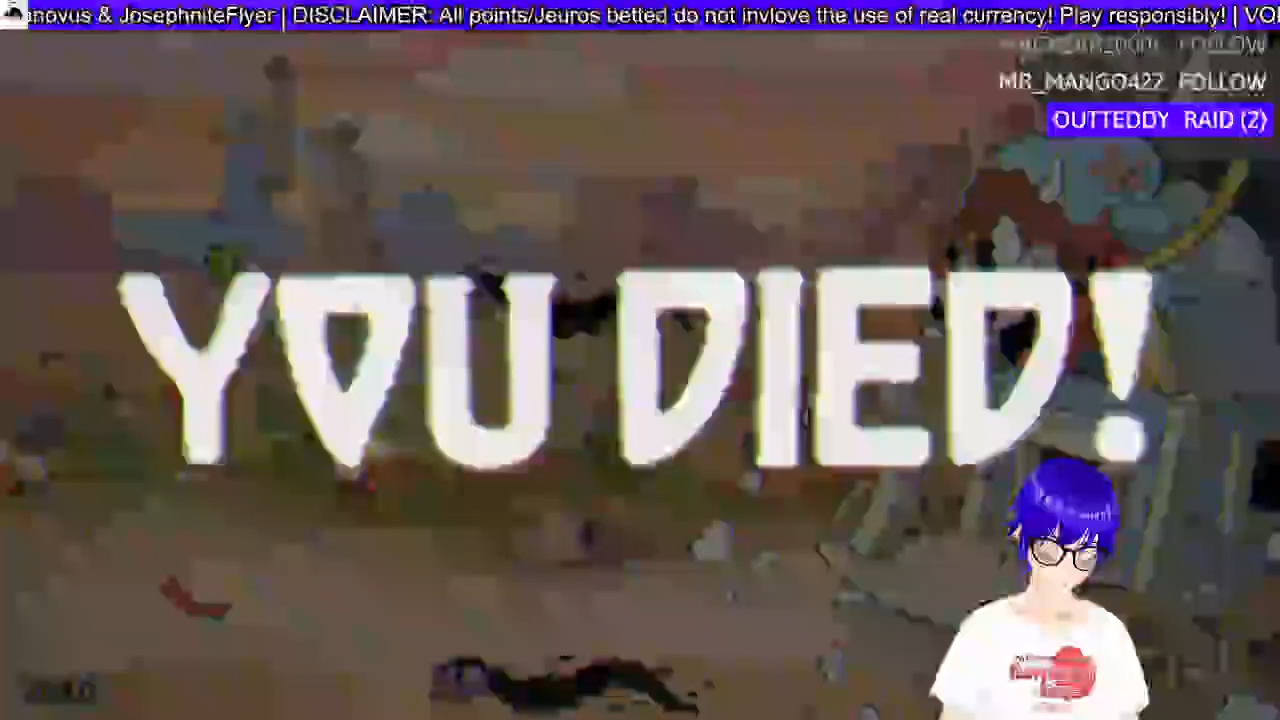 anovus & JosephniteFlyer | DISCLAIMER: All points/Jeuros betted do not invlove the use of real currency! Play responsibly! | VO
FOLLOW
MR_MANGO422 FOLLOW
OUTTEDDY RAID (2)
YOU DIED!